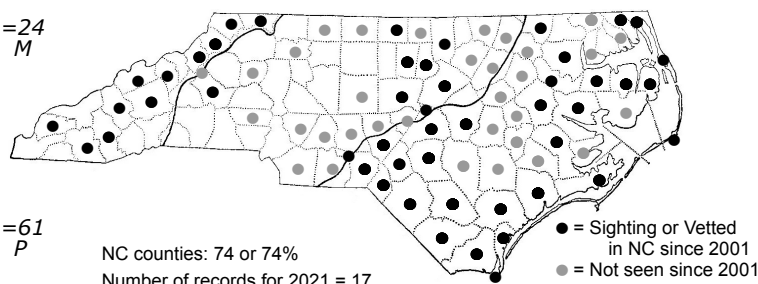 =24
M
=61
P
NC counties: 74 or 74%
Number of records for 2021 = 17
= Sighting or Vetted
in NC since 2001
= Not seen since 2001